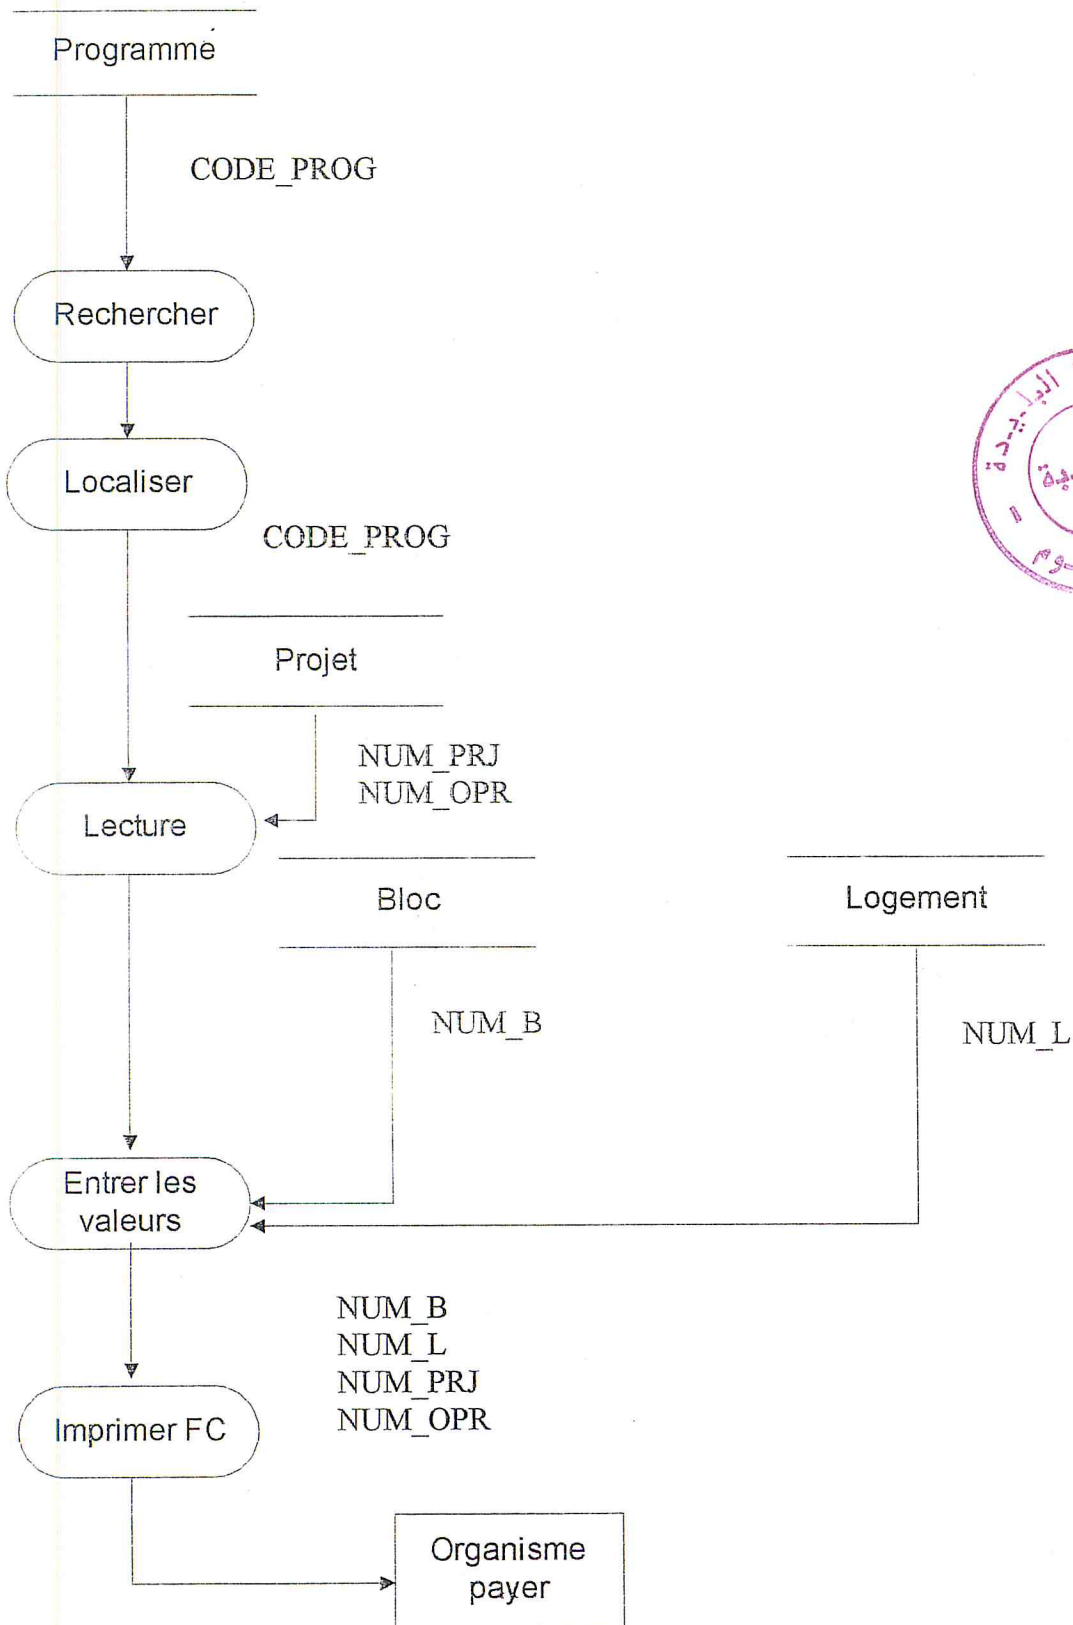 Programme
CODE_PROG
Rechercher
Localiser
CODE_PROG
Projet
NUM_PRJ
NUM_OPR
Lecture
Bloc
Logement
NUM_B
NUM_L
Entrer les
valeurs
NUM_B
NUM_L
NUM_PRJ
NUM_OPR
Imprimer FC
Organisme
payer